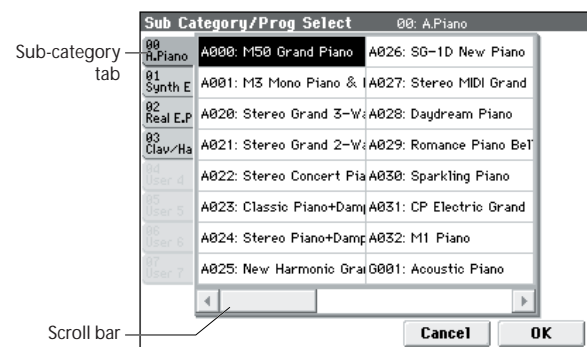 Sub Category/Prog Select 00: A.Piano
Sub-category tab
00 A.Piano
01 Synth E
02 Real E.P
03 Clav/Ha
04 User 4
05 User 5
06 User 6
07 User 7
A000: M50 Grand Piano A026: SG-1D New Piano
A001: M3 Mono Piano & A027: Stereo MIDI Grand
A020: Stereo Grand 3-Wa A028: Daydream Piano
A021: Stereo Grand 2-Wa A029: Romance Piano Bel
A022: Stereo Concert Pia A030: Sparkling Piano
A023: Classic Piano+Damp A031: CP Electric Grand
A024: Stereo Piano+Damp A032: M1 Piano
A025: New Harmonic Gra G001: Acoustic Piano
Scroll bar
Cancel OK